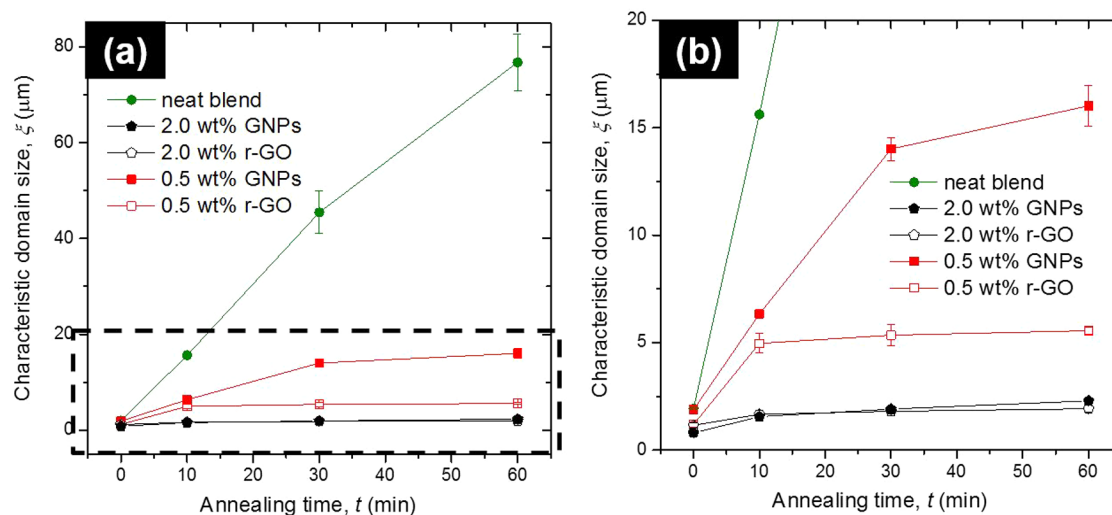 (a)
Characteristic domain size, ξ (μm)
80
60
40
20
0
neat blend
2.0 wt% GNPs
2.0 wt% r-GO
0.5 wt% GNPs
0.5 wt% r-GO
0 10 20 30 40 50 60
Annealing time, t (min)
(b)
Characteristic domain size, ξ (μm)
20
15
10
5
0
neat blend
2.0 wt% GNPs
2.0 wt% r-GO
0.5 wt% GNPs
0.5 wt% r-GO
0 10 20 30 40 50 60
Annealing time, t (min)